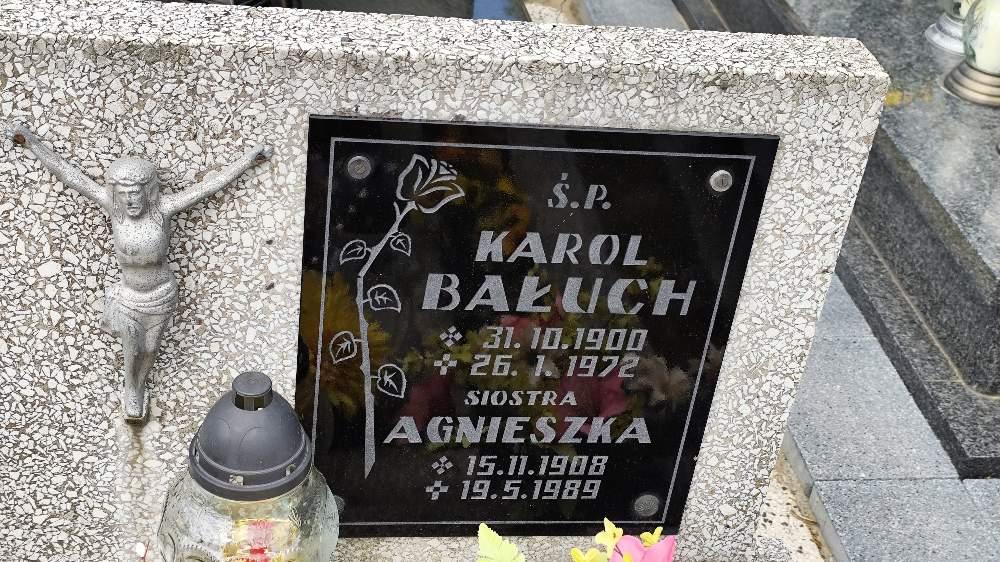 Ś.P.
KAROL
BAŁUCH
31.10.1900
26.1.1972
SIOSTRA
AGNIESZKA
15.11.1908
19.5.1989